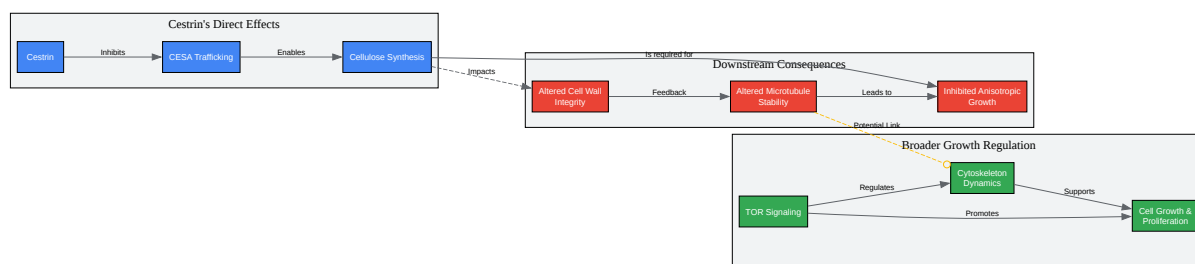 Cestrin's Direct Effects
Cestrin
Inhibits
CESA Trafficking
Enables
Cellulose Synthesis
Is required for
Impacts
Downstream Consequences
Altered Cell Wall
Integrity
Feedback
Altered Microtubule
Stability
Leads to
Inhibited Anisotropic
Growth
Potential Link
Broader Growth Regulation
TOR Signaling
Regulates
Cytoskeleton
Dynamics
Supports
Promotes
Cell Growth &
Proliferation